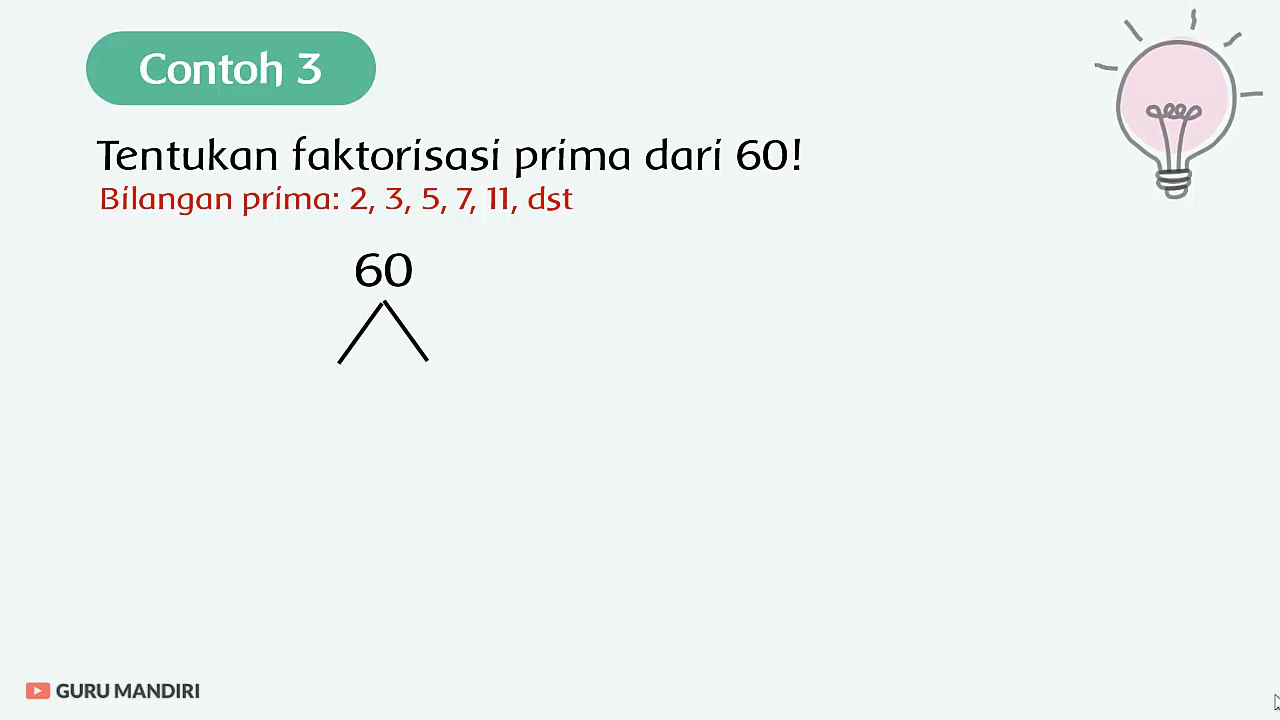 Contoh 3
Tentukan faktorisasi prima dari 60!
Bilangan prima: 2, 3, 5, 7, 11, dst
60
GURU MANDIRI